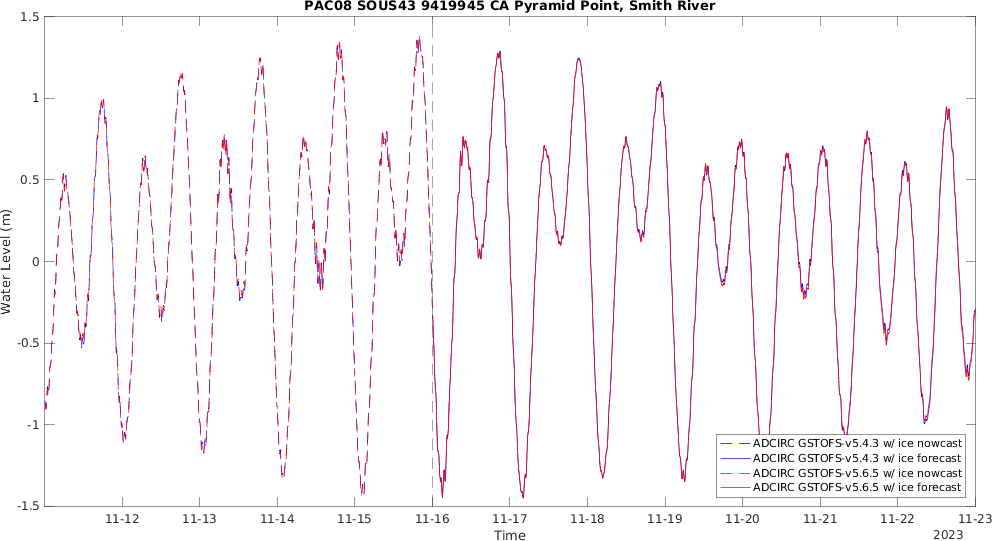 PAC08 SOUS43 9419945 CA Pyramid Point, Smith River
Water Level (m)
1.5
1
0.5
0
-0.5
-1
-1.5
11-12 11-13 11-14 11-15 11-16 11-17 11-18 11-19 11-20 11-21 11-22 11-23
Time
2023
ADCIRC GSTOFS-v5.4.3 w/ ice nowcast
ADCIRC GSTOFS-v5.4.3 w/ ice forecast
ADCIRC GSTOFS-v5.6.5 w/ ice nowcast
ADCIRC GSTOFS-v5.6.5 w/ ice forecast